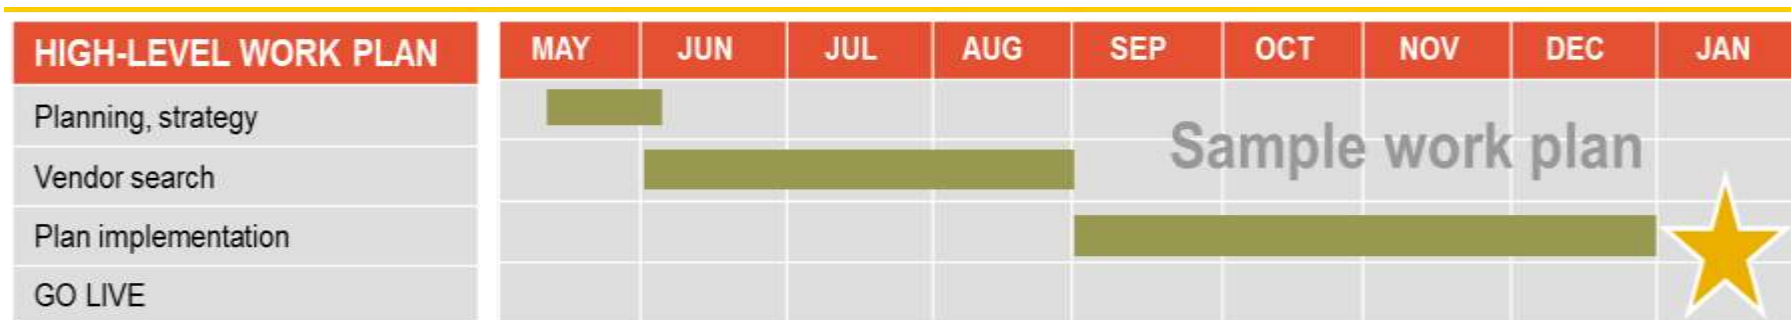 HIGH-LEVEL WORK PLAN MAY JUN JUL AUG SEP OCT NOV DEC JAN
Planning, strategy
Sample work plan
Vendor search
Plan implementation
GO LIVE